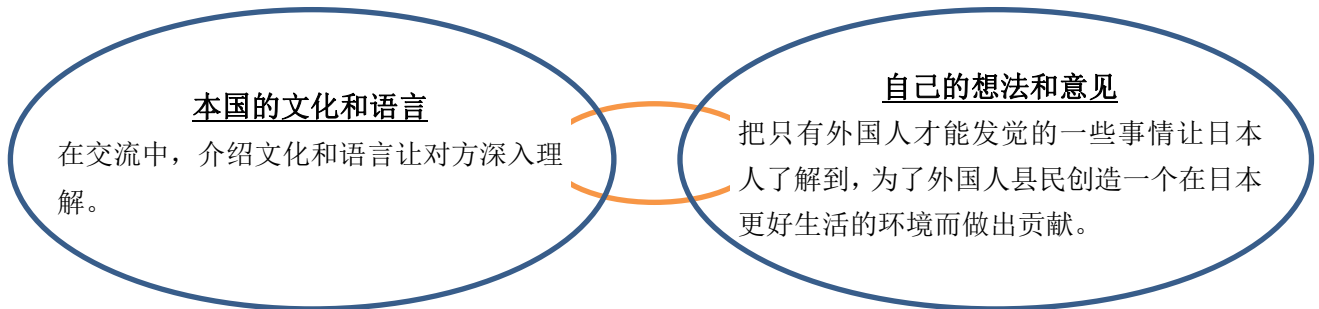 本国的文化和语言
在交流中，介绍文化和语言让对方深入理
解。
自己的想法和意见
把只有外国人才能发觉的一些事情让日本
人了解到，为了外国人县民创造一个在日本
更好生活的环境而做出贡献。